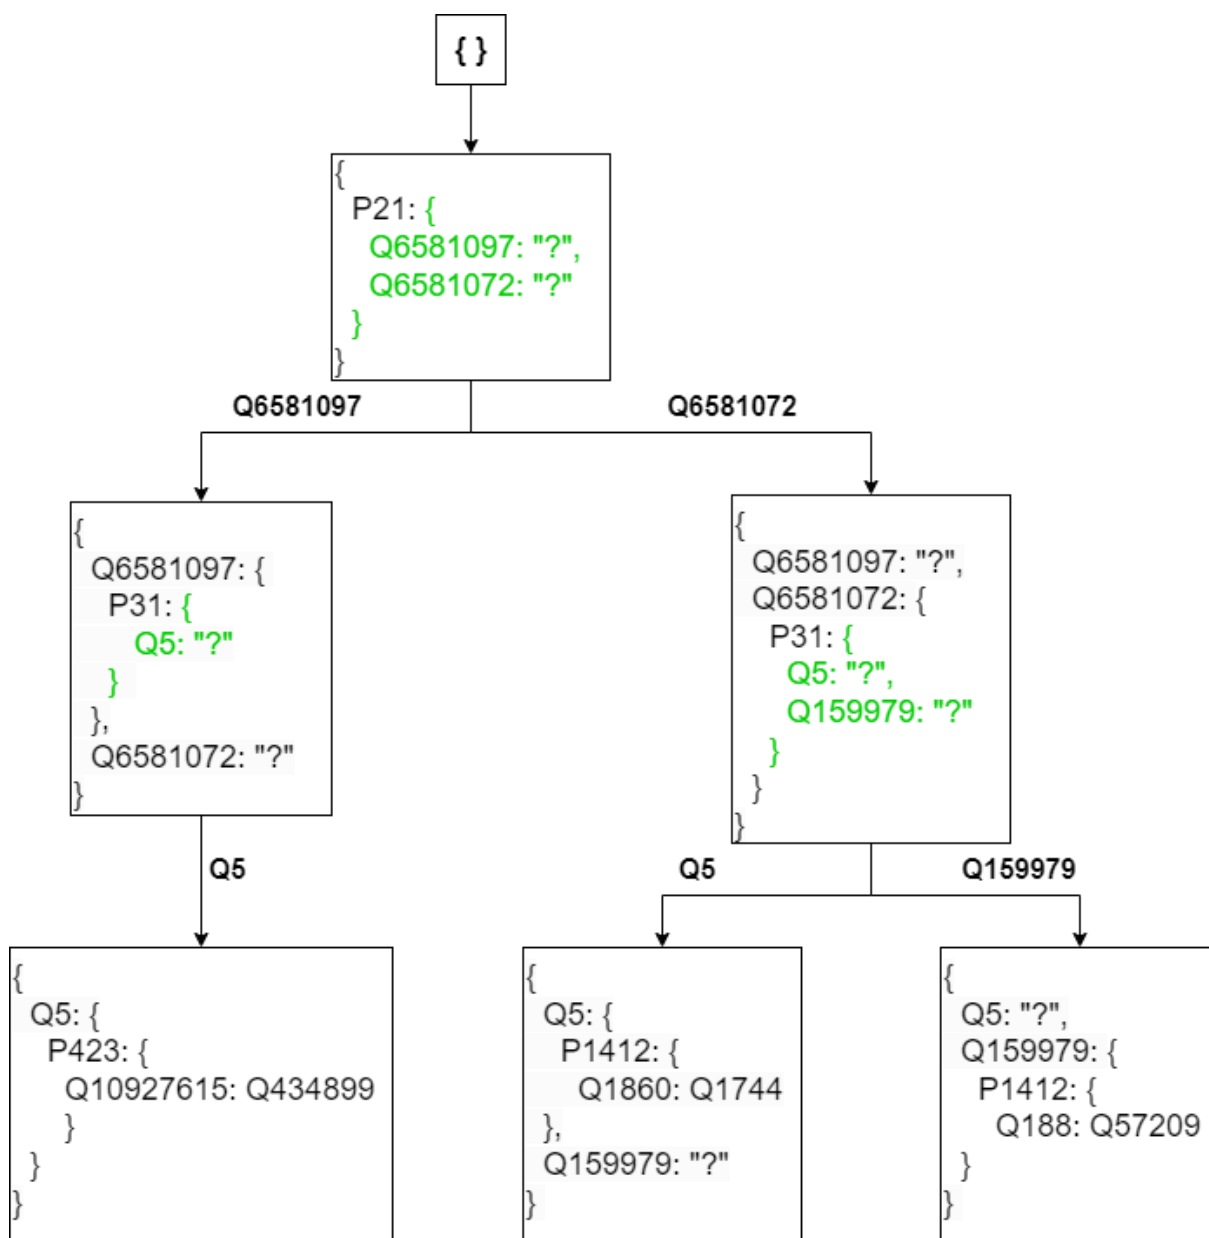 { }
{
P21: {
Q6581097: "?",
Q6581072: "?"
}
}
Q6581097
Q6581072
{
Q6581097: {
P31: {
Q5: "?"
}
},
Q6581072: "?"
}
{
Q6581097: "?",
Q6581072: {
P31: {
Q5: "?",
Q159979: "?"
}
}
}
Q5
Q5
Q159979
{
Q5: {
P423: {
Q10927615: Q434899
}
}
}
{
Q5: {
P1412: {
Q1860: Q1744
},
Q159979: "?"
}
{
Q5: "?",
Q159979: {
P1412: {
Q188: Q57209
}
}